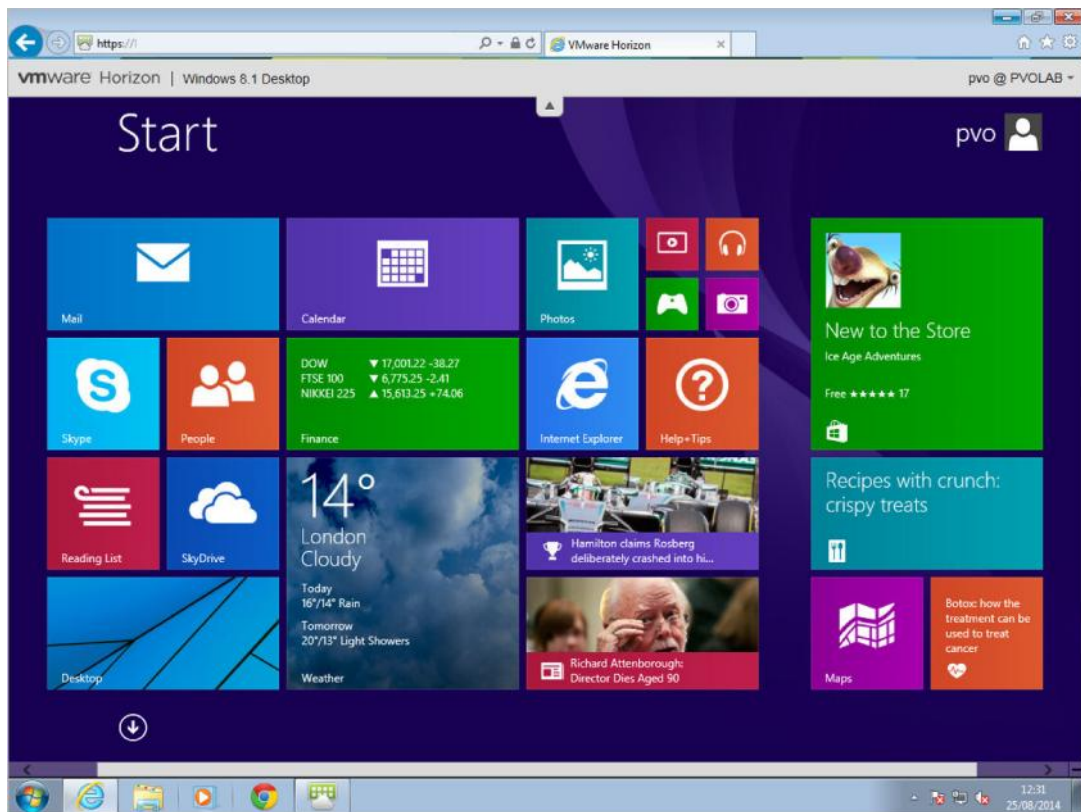 https://
VMware Horizon
vmware Horizon | Windows 8.1 Desktop
pvo @ PVOLAB
Start
pvo
Mail
Calendar
Photos
New to the Store
Ice Age Adventures
Free ★★★★★ 17
DOW ▼ 17,001.22 -38.27
FTSE 100 ▼ 6,775.25 -2.41
NIKKEI 225 ▲ 15,613.25 +74.06
Skype
People
Finance
Internet Explorer
Help+Tips
14°
London
Cloudy
Today
16°/14° Rain
Tomorrow
20°/13° Light Showers
Weather
Reading List
SkyDrive
Hamilton claims Rosberg
deliberately crashed into hi...
Recipes with crunch:
crispy treats
Desktop
Richard Attenborough:
Director Dies Aged 90
Maps
Botox: how the
treatment can be
used to treat
cancer
12:31
25/08/2014